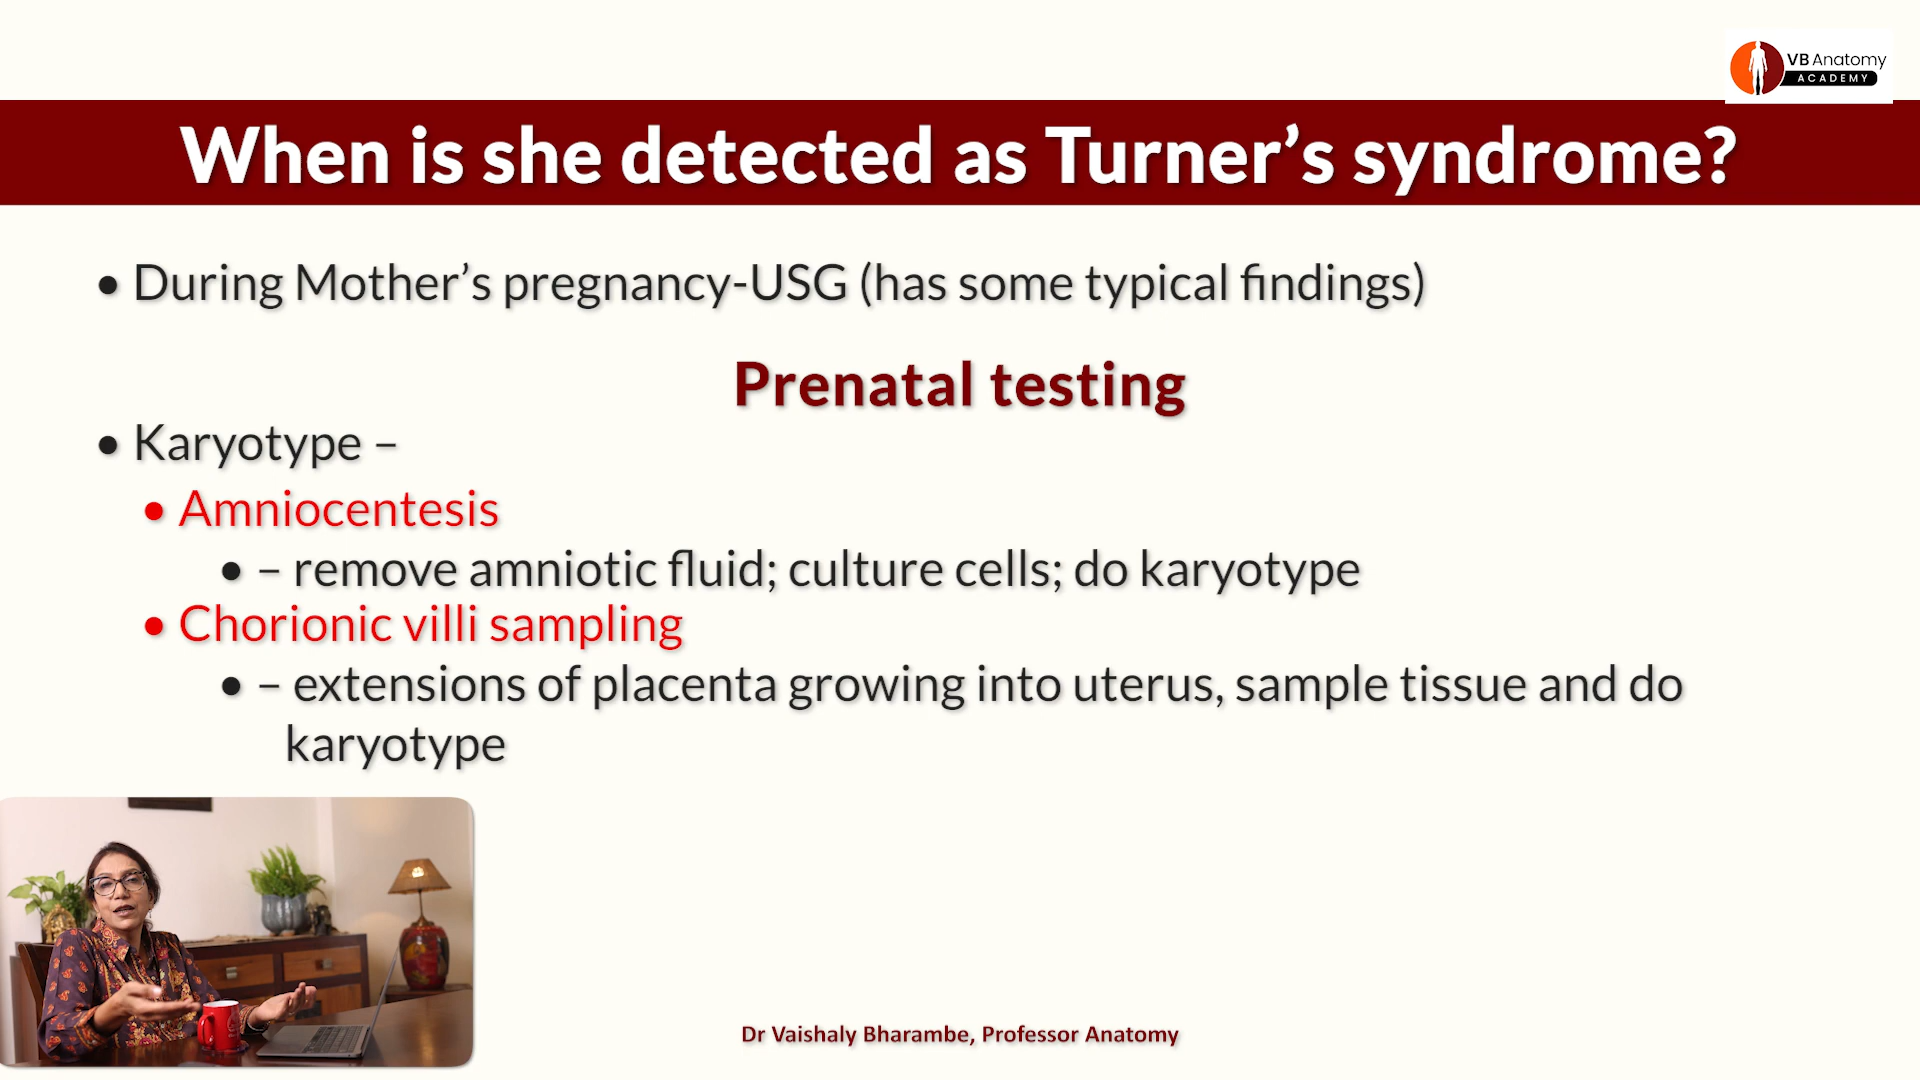 VB Anatomy
ACADEMY
When is she detected as Turner’s syndrome?
• During Mother’s pregnancy-USG (has some typical findings)
Prenatal testing
• Karyotype –
• Amniocentesis
• – remove amniotic fluid; culture cells; do karyotype
• Chorionic villi sampling
• – extensions of placenta growing into uterus, sample tissue and do
karyotype
Dr Vaishaly Bharambe, Professor Anatomy